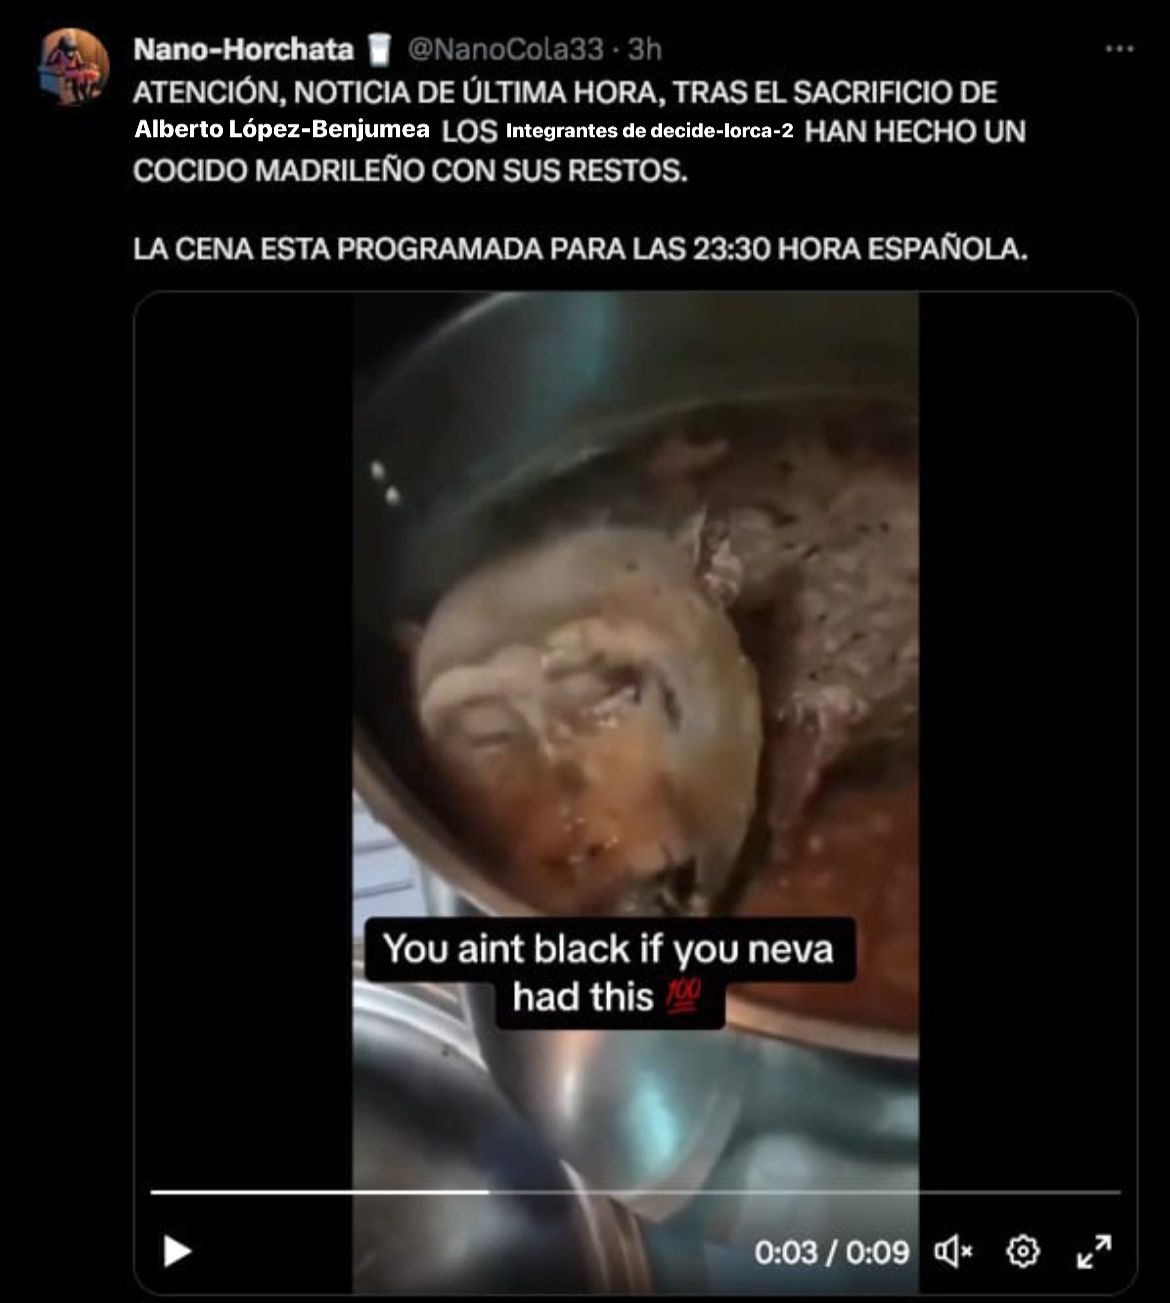 Nano-Horchata 🥛 @NanoCola33 · 3h
ATENCIÓN, NOTICIA DE ÚLTIMA HORA, TRAS EL SACRIFICIO DE
Alberto López-Benjumea LOS Integrantes de decide-lorca-2 HAN HECHO UN
COCIDO MADRILEÑO CON SUS RESTOS.
LA CENA ESTA PROGRAMADA PARA LAS 23:30 HORA ESPAÑOLA.
You aint black if you neva
had this 💯
0:03 / 0:09